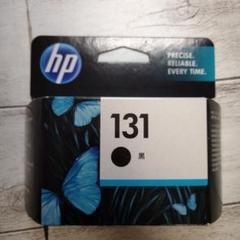 hp
PRECISE.
RELIABLE.
EVERY TIME.
131
黒